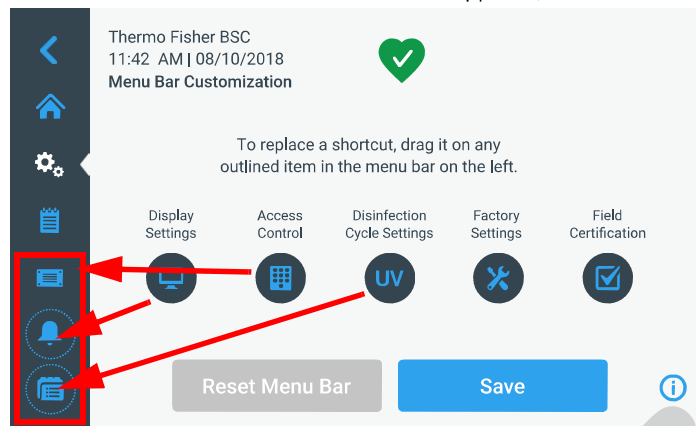 Thermo Fisher BSC
11:42 AM | 08/10/2018
Menu Bar Customization
To replace a shortcut, drag it on any
outlined item in the menu bar on the left.
Display
Settings
Access
Control
Disinfection
Cycle Settings
Factory
Settings
Field
Certification
UV
Reset Menu Bar
Save